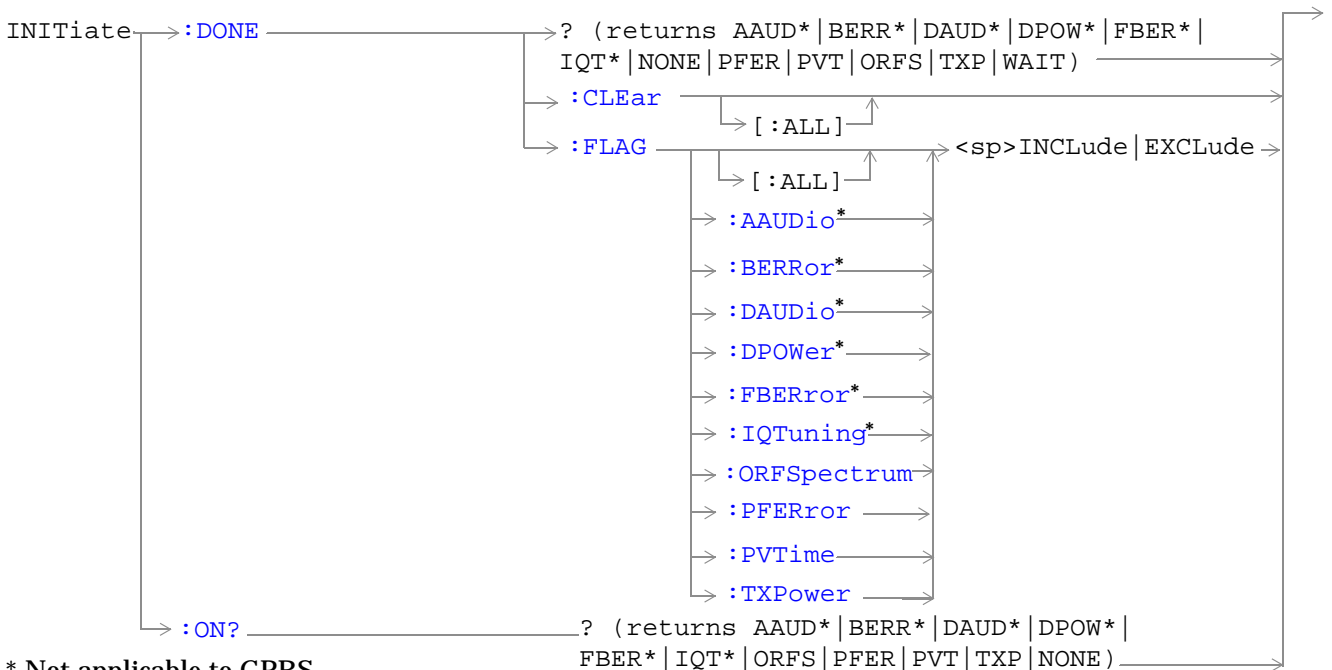 INITiate :DONE ? (returns AAUD*|BERR*|DAUD*|DPOW*|FBER*|
IQT*|NONE|PFER|PVT|ORFS|TXP|WAIT)
:CLEar
[:ALL]
:FLAG <sp>INCLude|EXCLude
[:ALL]
:AAUDio*
:BERRor*
:DAUDio*
:DPOWer*
:FBERror*
:IQTuning*
:ORFSpectrum
:PFERror
:PVTime
:TXPower
:ON? ? (returns AAUD*|BERR*|DAUD*|DPOW*|
FBER*|IQT*|ORFS|PFER|PVT|TXP|NONE)
* Not applicable to GPRS